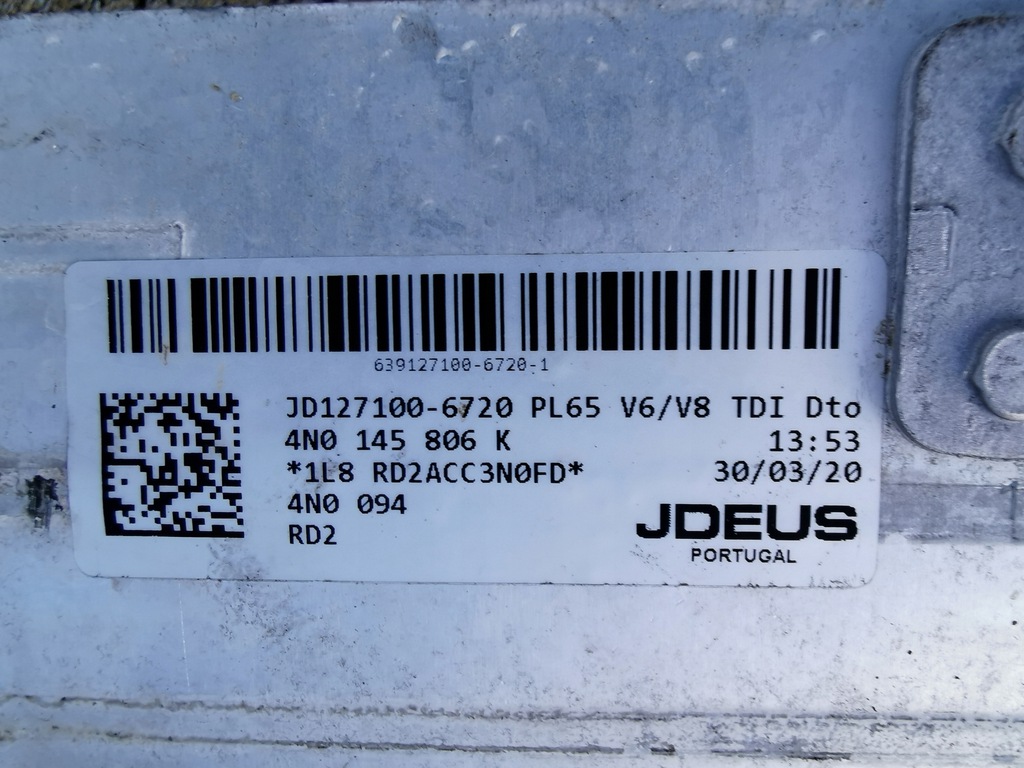 639127100-6720-1
JD127100-6720 PL65 V6/V8 TDI Dto
4N0 145 806 K 13:53
*1L8 RD2ACC3N0FD* 30/03/20
4N0 094
RD2
JDEUS
PORTUGAL